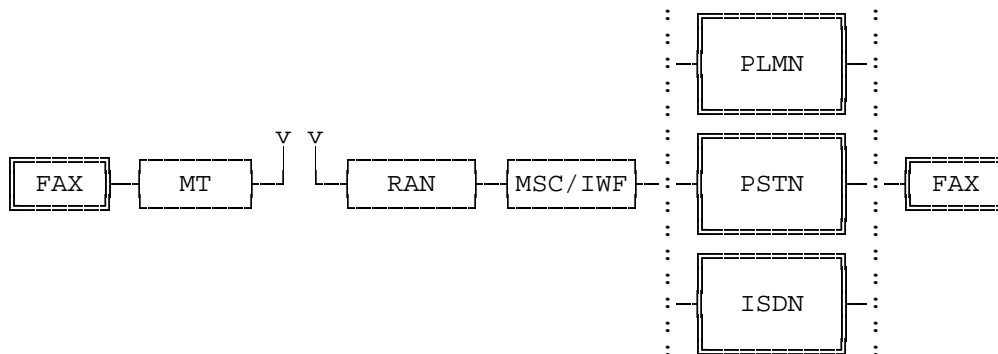 PLMN
v v
FAX MT RAN MSC/IWF PSTN FAX
ISDN